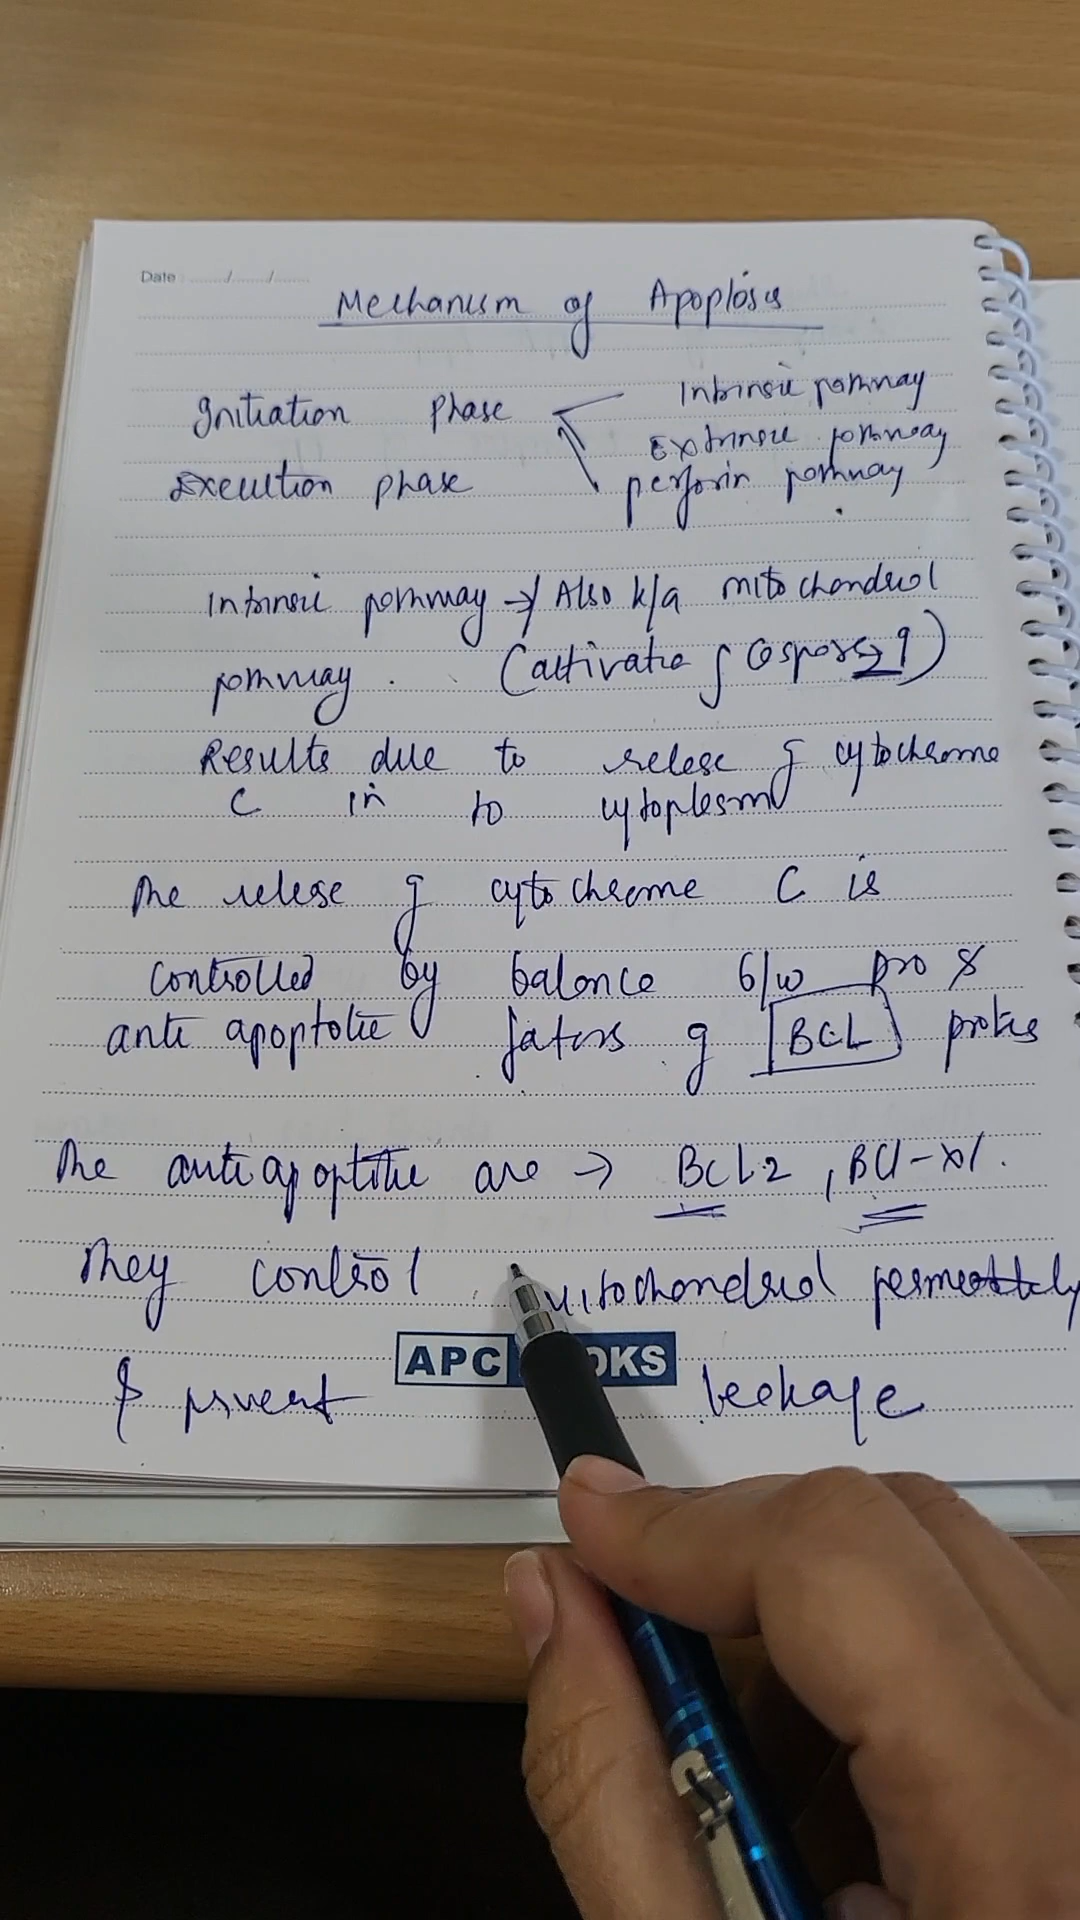 Date ......./......./.......
Mechanism of Apoptosis
Initiation Phase
Intrinsic pathway
Extrinsic pathway
Execution phase
perforin pathway
Intrinsic pathway → Also k/a mitochondrial
pathway. (activation of Caspase 9)
Results due to relese of cytochrome
C in to cytoplasm
The relese of cytochrome C is
controlled by balance b/w pro &
anti apoptotic factors of BCL proteins
The anti apoptotic are → BCL2, BCl-xl.
They control mitochondrial permeability
& prevent leekage
APC BOOKS